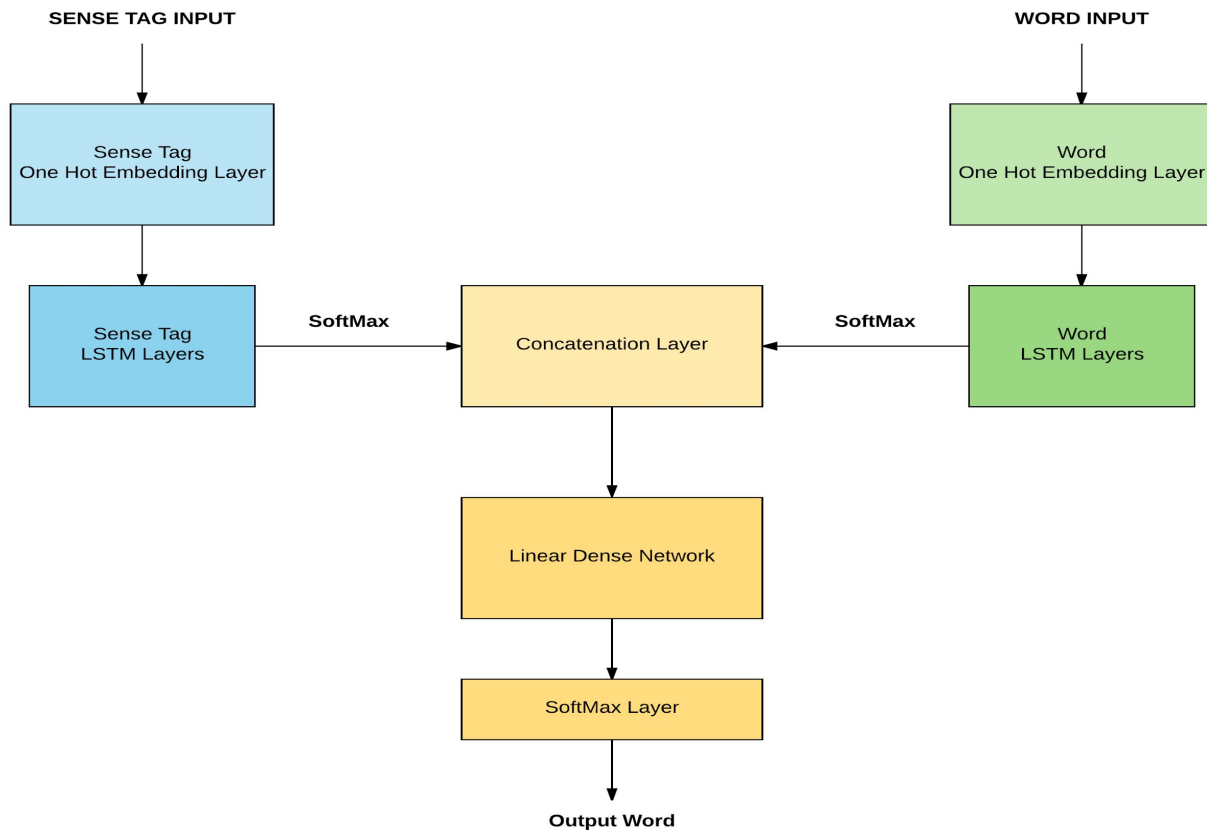 SENSE TAG INPUT
WORD INPUT
Sense Tag
One Hot Embedding Layer
Word
One Hot Embedding Layer
Sense Tag
LSTM Layers
SoftMax
Concatenation Layer
SoftMax
Word
LSTM Layers
Linear Dense Network
SoftMax Layer
Output Word